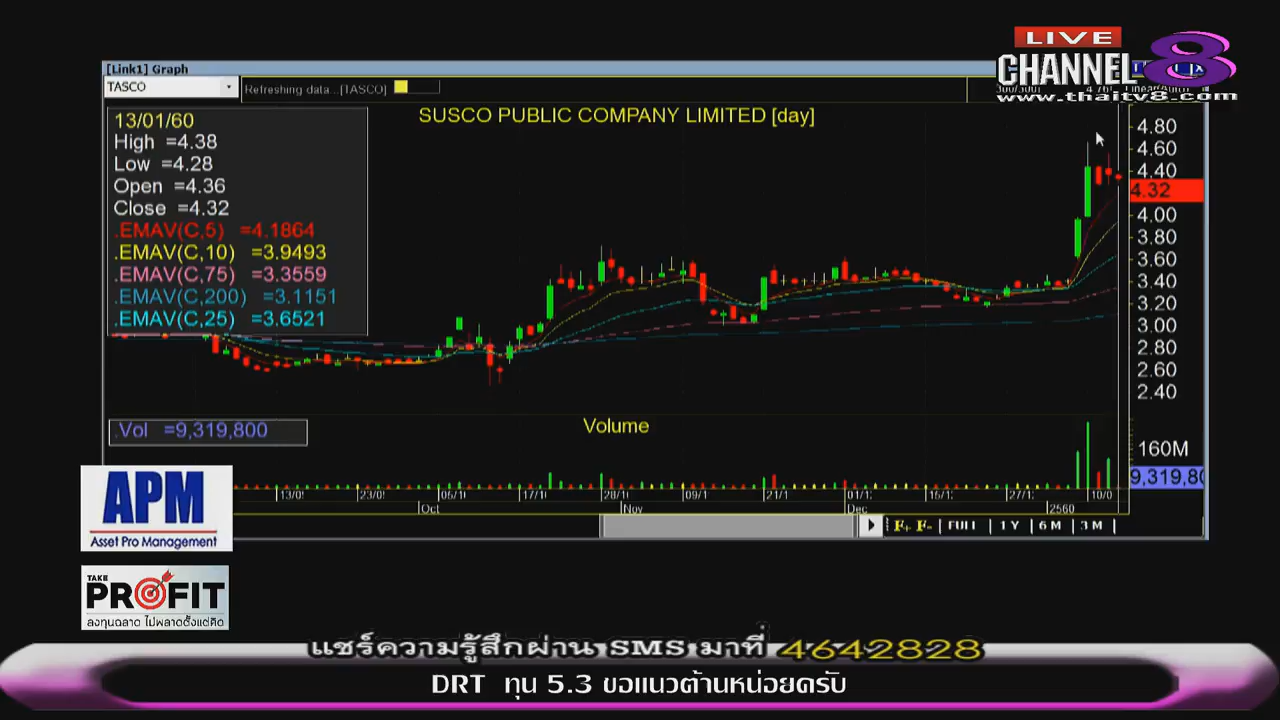 LIVE
CHANNEL 8
www.thaitv8.com
[Link1] Graph
TASCO
Refreshing data...[TASCO]
SUSCO PUBLIC COMPANY LIMITED [day]
13/01/60
High =4.38
Low =4.28
Open =4.36
Close =4.32
.EMAV(C,5) =4.1864
.EMAV(C,10) =3.9493
.EMAV(C,75) =3.3559
.EMAV(C,200) =3.1151
.EMAV(C,25) =3.6521
4.80
4.60
4.40
4.32
4.00
3.80
3.60
3.40
3.20
3.00
2.80
2.60
2.40
.Vol =9,319,800
Volume
160M
9,319,80
13/0
23/0
06/1
17/1
28/1
09/1
21/1
01/1
16/1
27/1
10/0
Oct
Nov
Dec
2560
F+ F- FULL 1 Y 6 M 3 M
APM
Asset Pro Management
TAKE
PROFIT
ลงทุนฉลาด ไม่พลาดตั้งแต่คิด
แชร์ความรู้สึกผ่าน SMS มาที่ 4642828
DRT ทุน 5.3 ขอแนวต้านหน่อยครับ